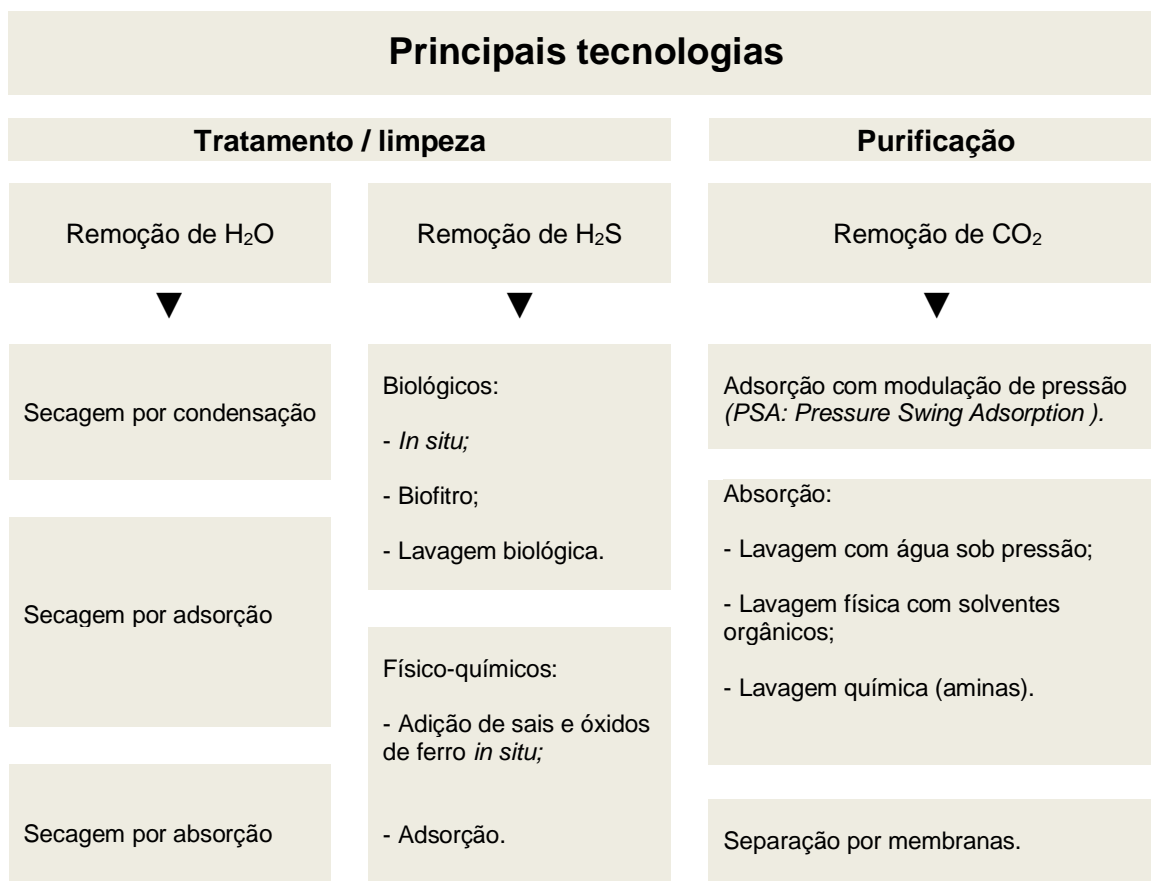 Principais tecnologias
Tratamento / limpeza
Purificação
Remoção de H₂O
Remoção de H₂S
Remoção de CO₂
▼
▼
▼
Secagem por condensação
Secagem por adsorção
Secagem por absorção
Biológicos:
- In situ;
- Biofitro;
- Lavagem biológica.
Físico-químicos:
- Adição de sais e óxidos
de ferro in situ;
- Adsorção.
Adsorção com modulação de pressão
(PSA: Pressure Swing Adsorption ).
Absorção:
- Lavagem com água sob pressão;
- Lavagem física com solventes
orgânicos;
- Lavagem química (aminas).
Separação por membranas.